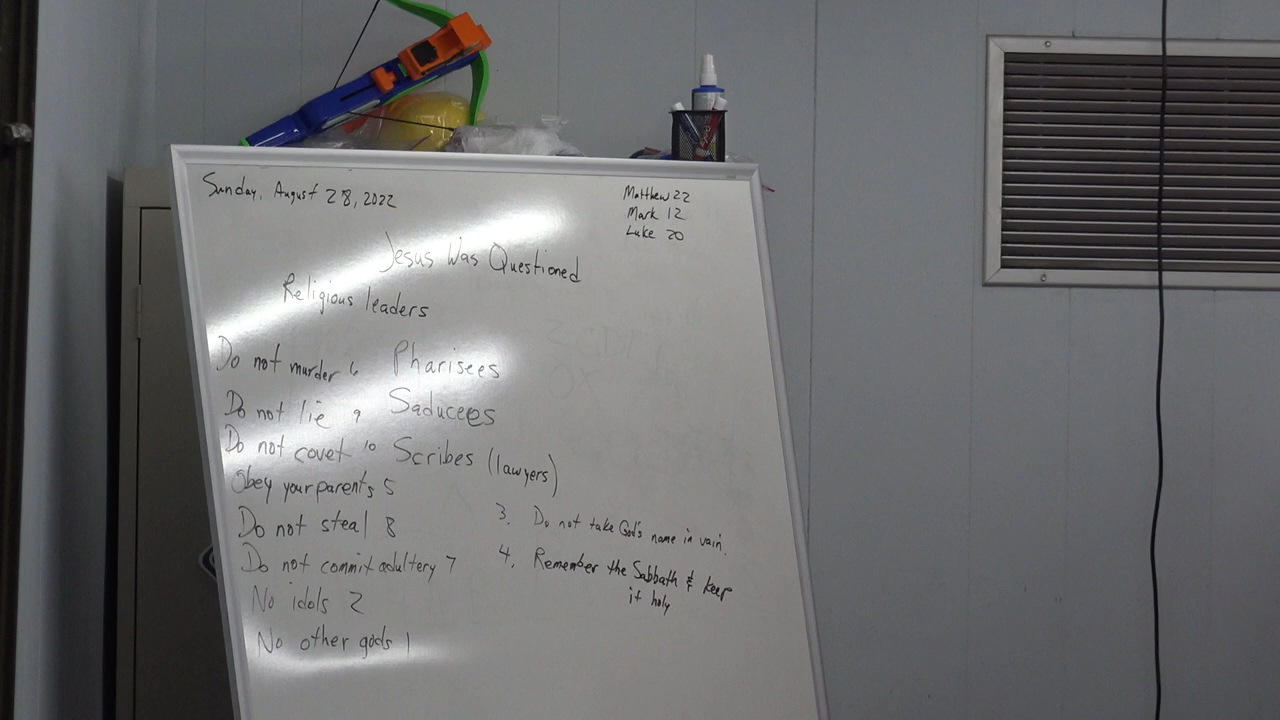 Sunday, August 28, 2022
Matthew 22
Mark 12
Luke 20
Jesus Was Questioned
Religious leaders
Do not murder 6
Pharisees
Do not lie 9
Saducees
Do not covet 10
Scribes (lawyers)
Obey your parents 5
Do not steal 8
Do not commit adultery 7
No idols 2
No other gods 1
3. Do not take God's name in vain.
4. Remember the Sabbath & keep
it holy